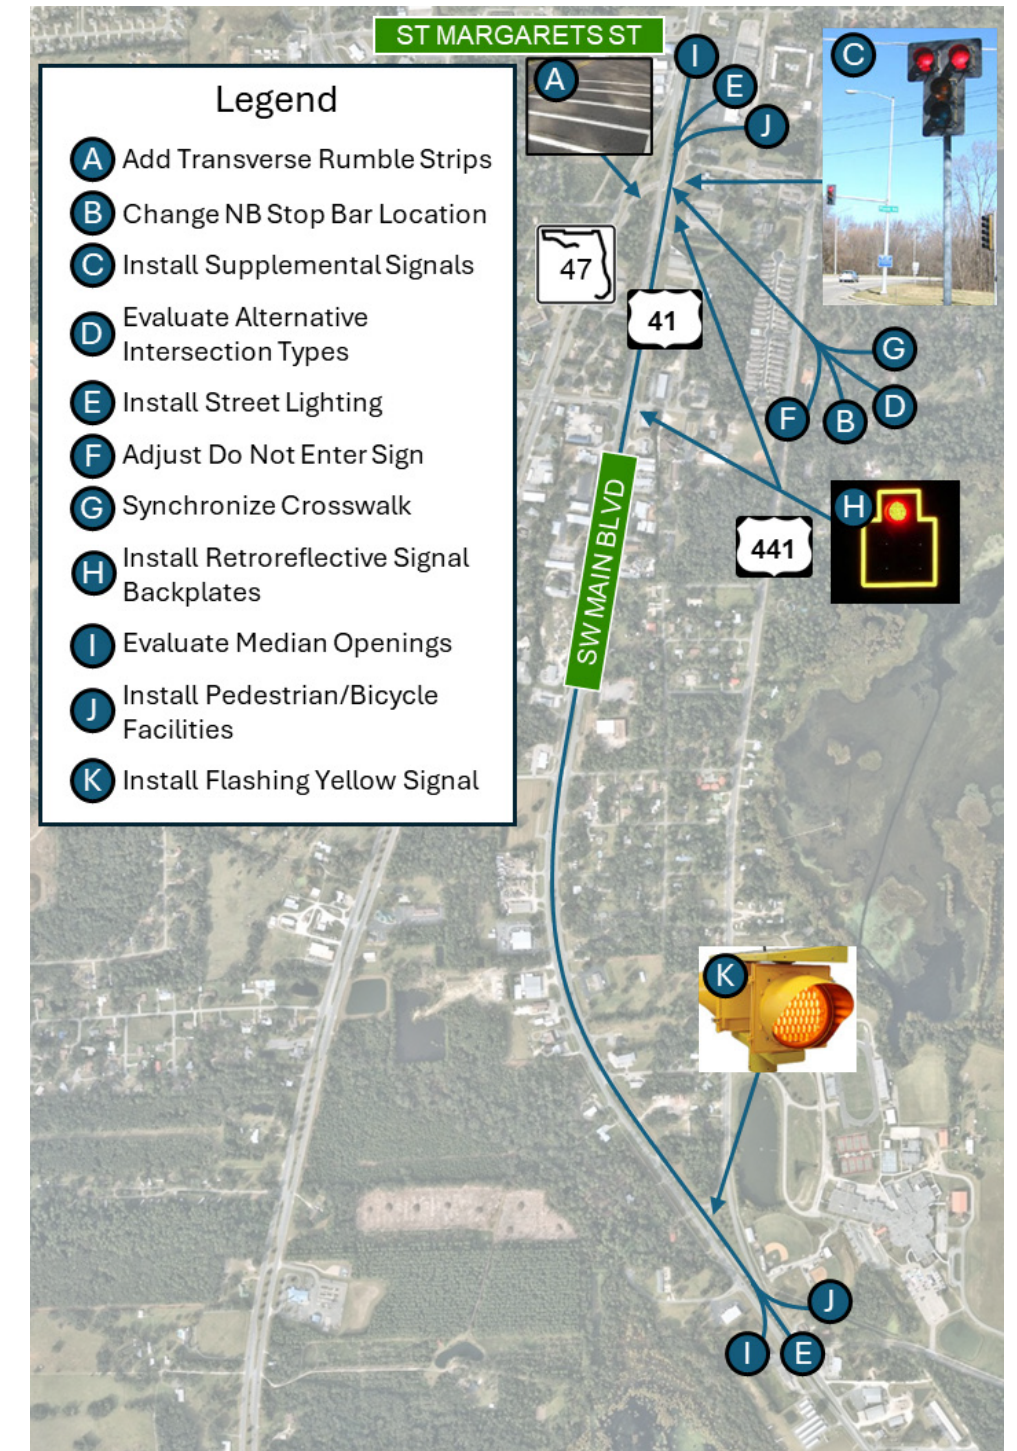 ST MARGARETS ST
Legend
A Add Transverse Rumble Strips
B Change NB Stop Bar Location
C Install Supplemental Signals
D Evaluate Alternative
Intersection Types
E Install Street Lighting
F Adjust Do Not Enter Sign
G Synchronize Crosswalk
H Install Retroreflective Signal
Backplates
I Evaluate Median Openings
J Install Pedestrian/Bicycle
Facilities
K Install Flashing Yellow Signal
A
I
E
J
C
47
41
G
D
B
F
H
441
SW MAIN BLVD
K
J
I
E